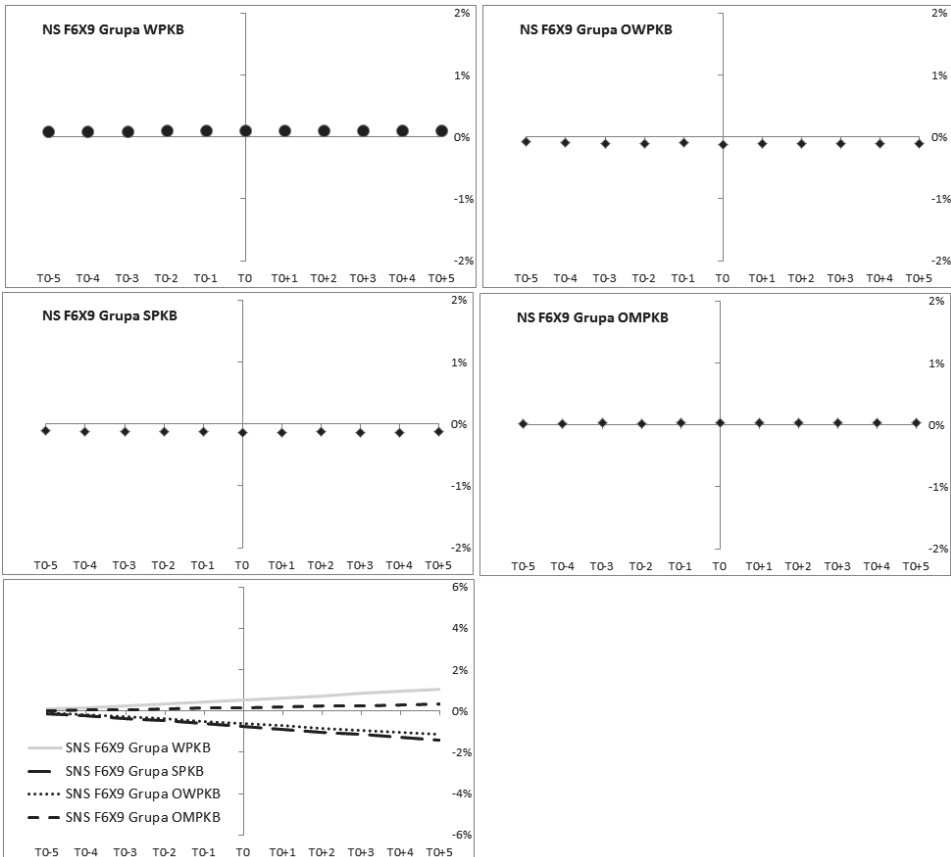 NS F6X9 Grupa WPKB
2%
1%
0%
-1%
-2%
T0-5 T0-4 T0-3 T0-2 T0-1 T0 T0+1 T0+2 T0+3 T0+4 T0+5
NS F6X9 Grupa OWPKB
2%
1%
0%
-1%
-2%
T0-5 T0-4 T0-3 T0-2 T0-1 T0 T0+1 T0+2 T0+3 T0+4 T0+5
NS F6X9 Grupa SPKB
2%
1%
0%
-1%
-2%
T0-5 T0-4 T0-3 T0-2 T0-1 T0 T0+1 T0+2 T0+3 T0+4 T0+5
NS F6X9 Grupa OMPKB
2%
1%
0%
-1%
-2%
T0-5 T0-4 T0-3 T0-2 T0-1 T0 T0+1 T0+2 T0+3 T0+4 T0+5
6%
4%
2%
0%
-2%
-4%
-6%
SNS F6X9 Grupa WPKB
SNS F6X9 Grupa SPKB
SNS F6X9 Grupa OWPKB
SNS F6X9 Grupa OMPKB
T0-5 T0-4 T0-3 T0-2 T0-1 T0 T0+1 T0+2 T0+3 T0+4 T0+5